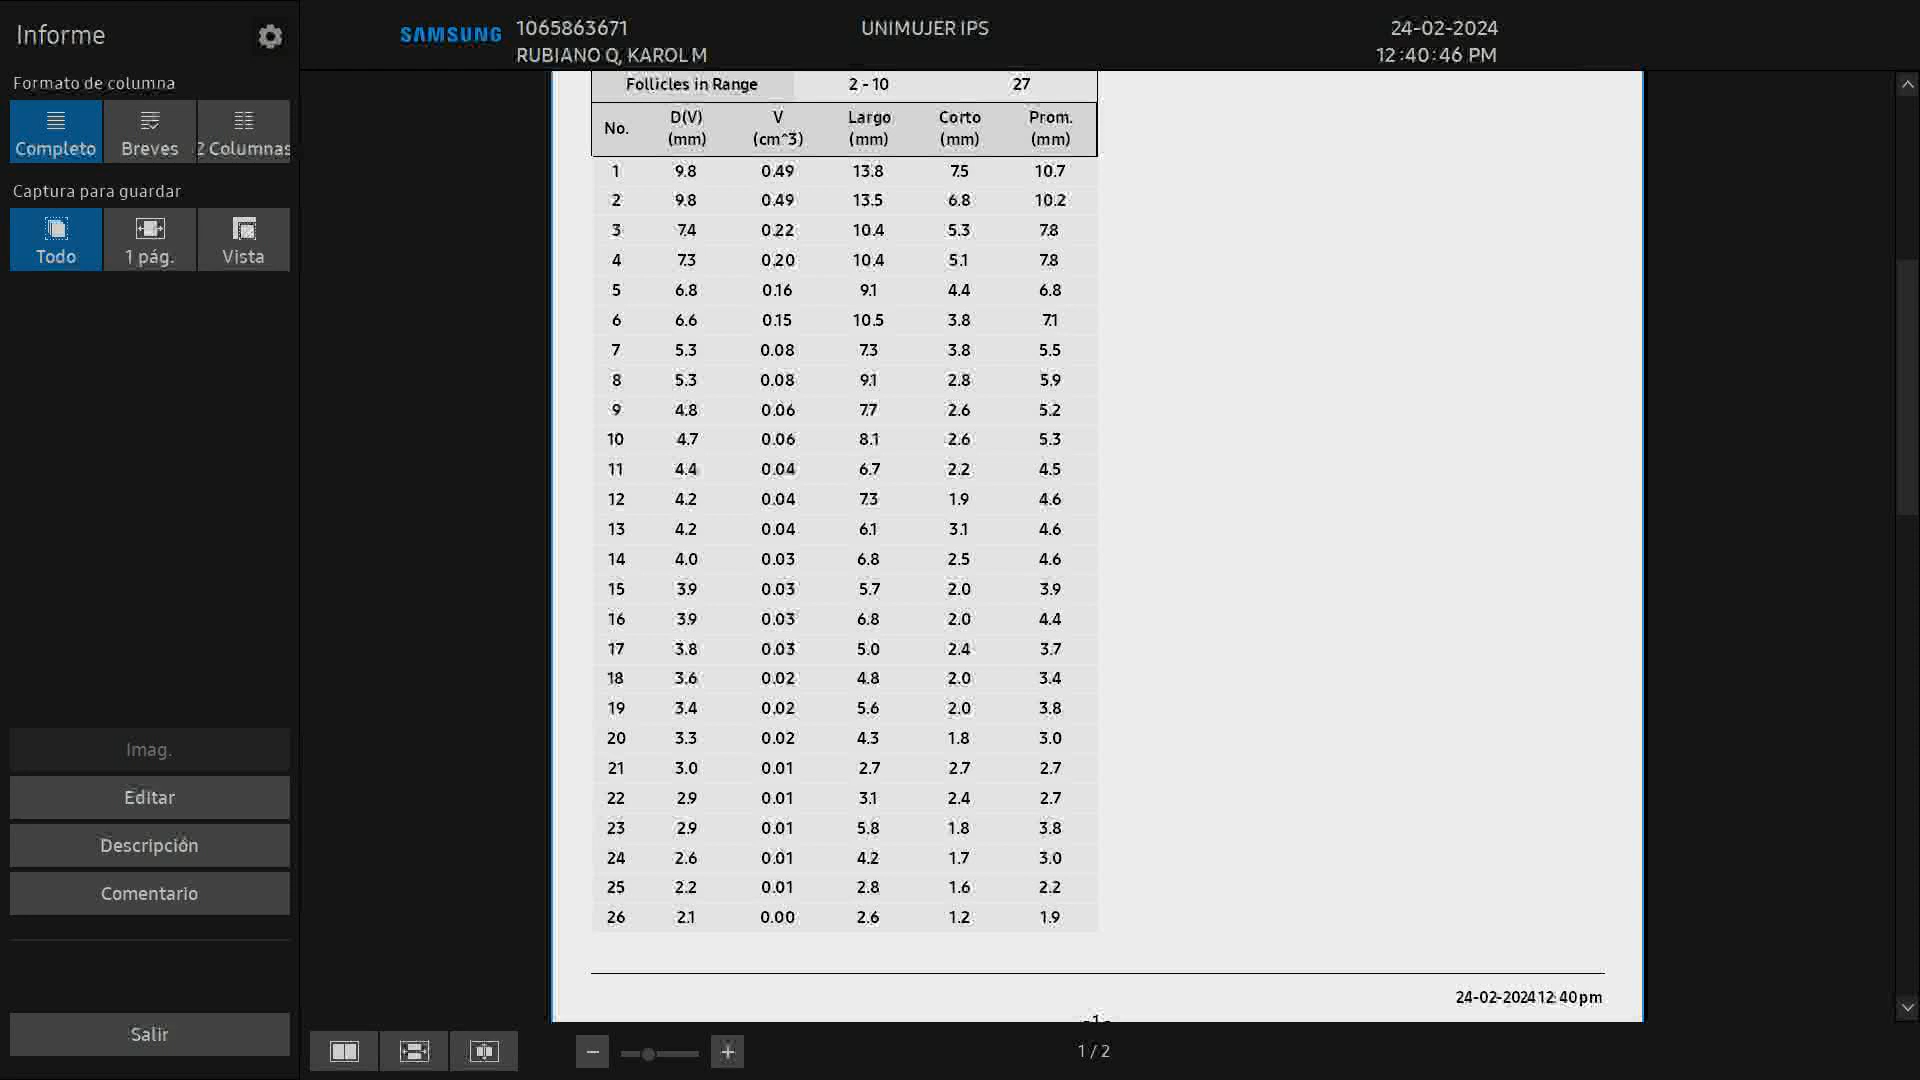 Informe
SAMSUNG
1065863671
RUBIANO Q, KAROL M
UNIMUJER IPS
24-02-2024
12:40:46 PM
Formato de columna
Completo Breves 2 Columnas
Captura para guardar
Todo 1 pág. Vista
Imag.
Editar
Descripción
Comentario
Salir
Follicles in Range 2 - 10 27
No. D(V) (mm) V (cm^3) Largo (mm) Corto (mm) Prom. (mm)
1 9.8 0.49 13.8 7.5 10.7
2 9.8 0.49 13.5 6.8 10.2
3 7.4 0.22 10.4 5.3 7.8
4 7.3 0.20 10.4 5.1 7.8
5 6.8 0.16 9.1 4.4 6.8
6 6.6 0.15 10.5 3.8 7.1
7 5.3 0.08 7.3 3.8 5.5
8 5.3 0.08 9.1 2.8 5.9
9 4.8 0.06 7.7 2.6 5.2
10 4.7 0.06 8.1 2.6 5.3
11 4.4 0.04 6.7 2.2 4.5
12 4.2 0.04 7.3 1.9 4.6
13 4.2 0.04 6.1 3.1 4.6
14 4.0 0.03 6.8 2.5 4.6
15 3.9 0.03 5.7 2.0 3.9
16 3.9 0.03 6.8 2.0 4.4
17 3.8 0.03 5.0 2.4 3.7
18 3.6 0.02 4.8 2.0 3.4
19 3.4 0.02 5.6 2.0 3.8
20 3.3 0.02 4.3 1.8 3.0
21 3.0 0.01 2.7 2.7 2.7
22 2.9 0.01 3.1 2.4 2.7
23 2.9 0.01 5.8 1.8 3.8
24 2.6 0.01 4.2 1.7 3.0
25 2.2 0.01 2.8 1.6 2.2
26 2.1 0.00 2.6 1.2 1.9
24-02-2024 12:40 pm
-1-
1 / 2